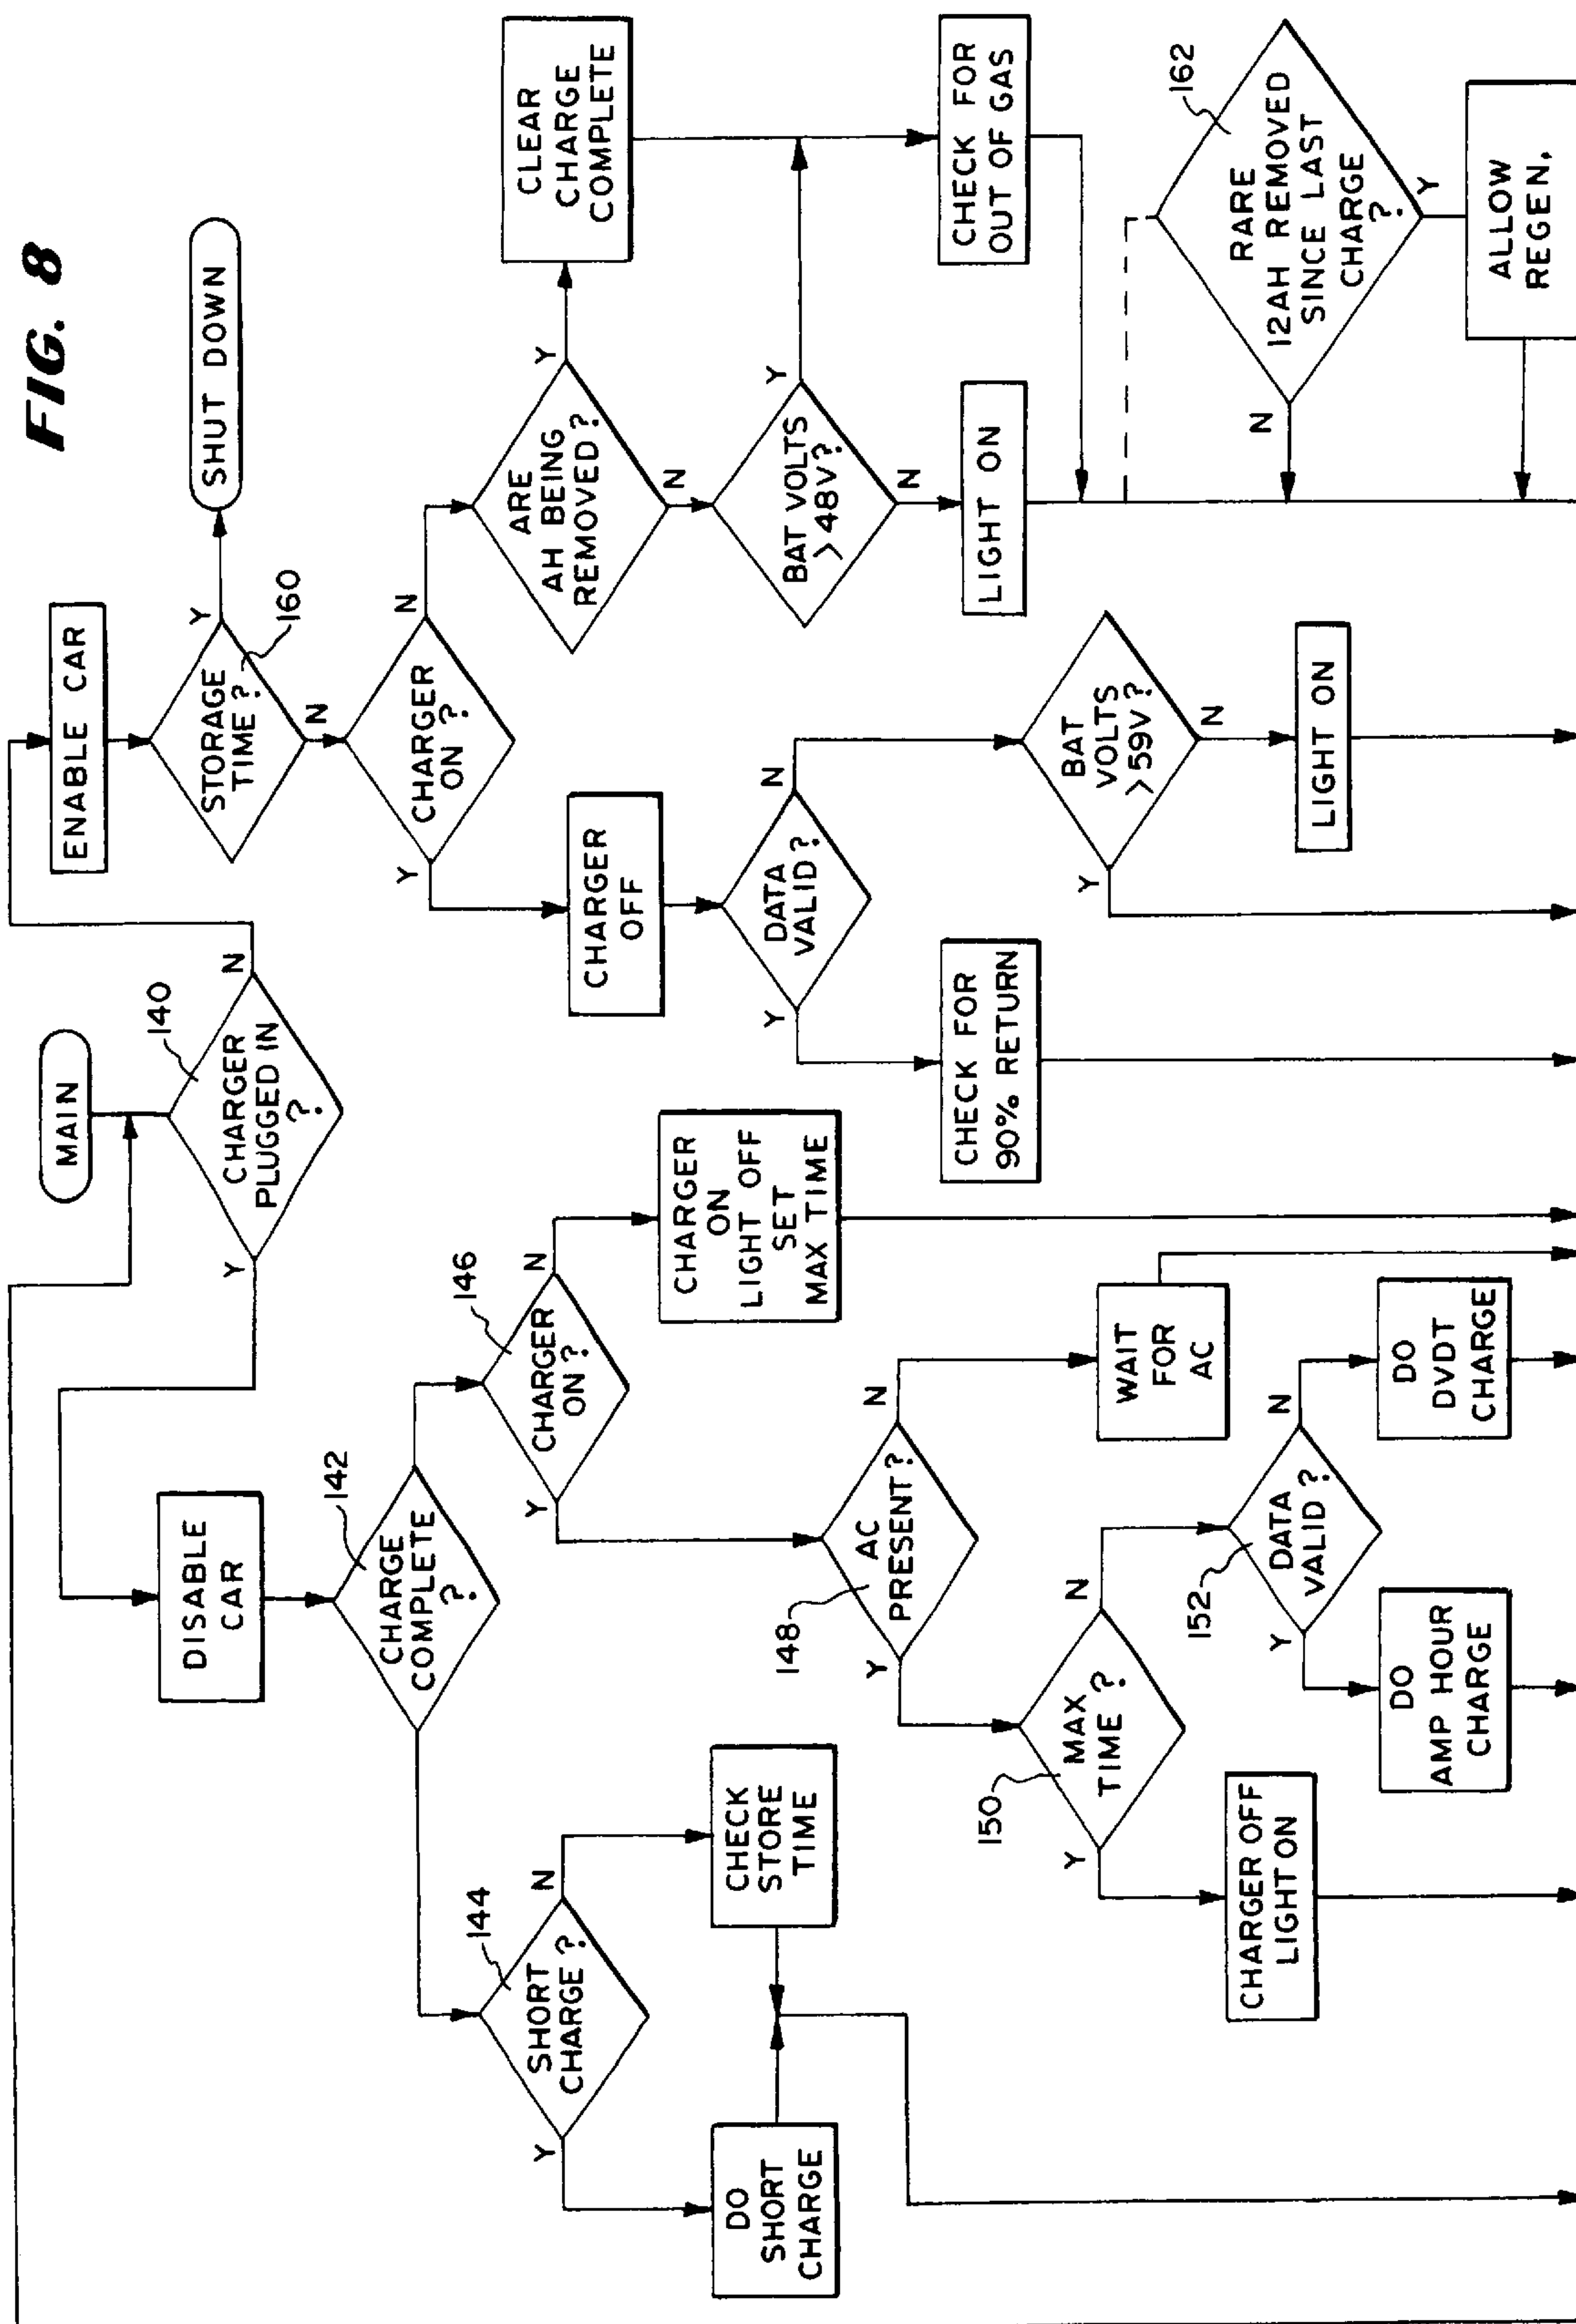 FIG. 8
MAIN
140
CHARGER
PLUGGED IN
?
Y
N
DISABLE
CAR
142
CHARGE
COMPLETE
?
144
SHORT
CHARGE ?
Y
N
DO
SHORT
CHARGE
CHECK
STORE
TIME
146
CHARGER
ON ?
Y
N
CHARGER
ON
LIGHT OFF
SET
MAX TIME
148
AC
PRESENT ?
Y
N
WAIT
FOR
AC
150
MAX
TIME ?
Y
N
CHARGER OFF
LIGHT ON
152
DATA
VALID ?
Y
N
DO
AMP HOUR
CHARGE
DO
DVDT
CHARGE
ENABLE CAR
STORAGE
TIME ?
160
Y
N
SHUT DOWN
CHARGER
ON ?
Y
N
CHARGER
OFF
DATA
VALID ?
Y
N
CHECK FOR
90% RETURN
BAT
VOLTS
>59V ?
Y
N
LIGHT ON
ARE
AH BEING
REMOVED ?
Y
N
CLEAR
CHARGE
COMPLETE
BAT VOLTS
>48V ?
Y
N
LIGHT ON
CHECK FOR
OUT OF GAS
162
RARE
12AH REMOVED
SINCE LAST
CHARGE
?
N
Y
ALLOW
REGEN,